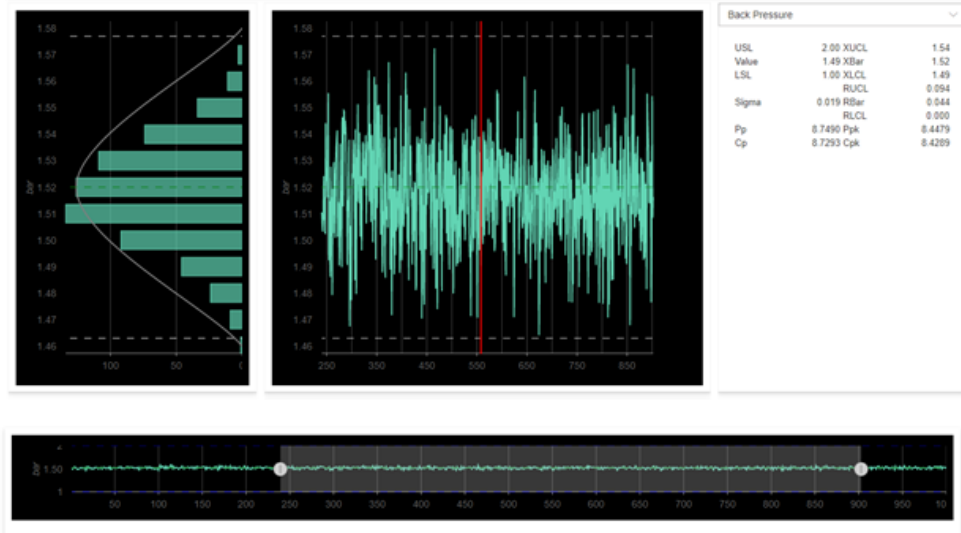 Back Pressure
USL 2.00 XUCL 1.54
Value 1.49 XBar 1.52
LSL 1.00 XLCL 1.49
RUCL 0.094
Sigma 0.019 RBar 0.044
RLCL 0.000
Pp 8.7490 Ppk 8.4479
Cp 8.7293 Cpk 8.4289
1.58
1.57
1.56
1.55
1.54
1.53
1.52
1.51
1.50
1.49
1.48
1.47
1.46
bar
100 50
1.58
1.57
1.56
1.55
1.54
1.53
1.52
1.51
1.50
1.49
1.48
1.47
1.46
bar
250 350 450 550 650 750 850
bar
1.50
1
50 100 150 200 250 300 350 400 450 500 550 600 650 700 750 800 850 900 950 10